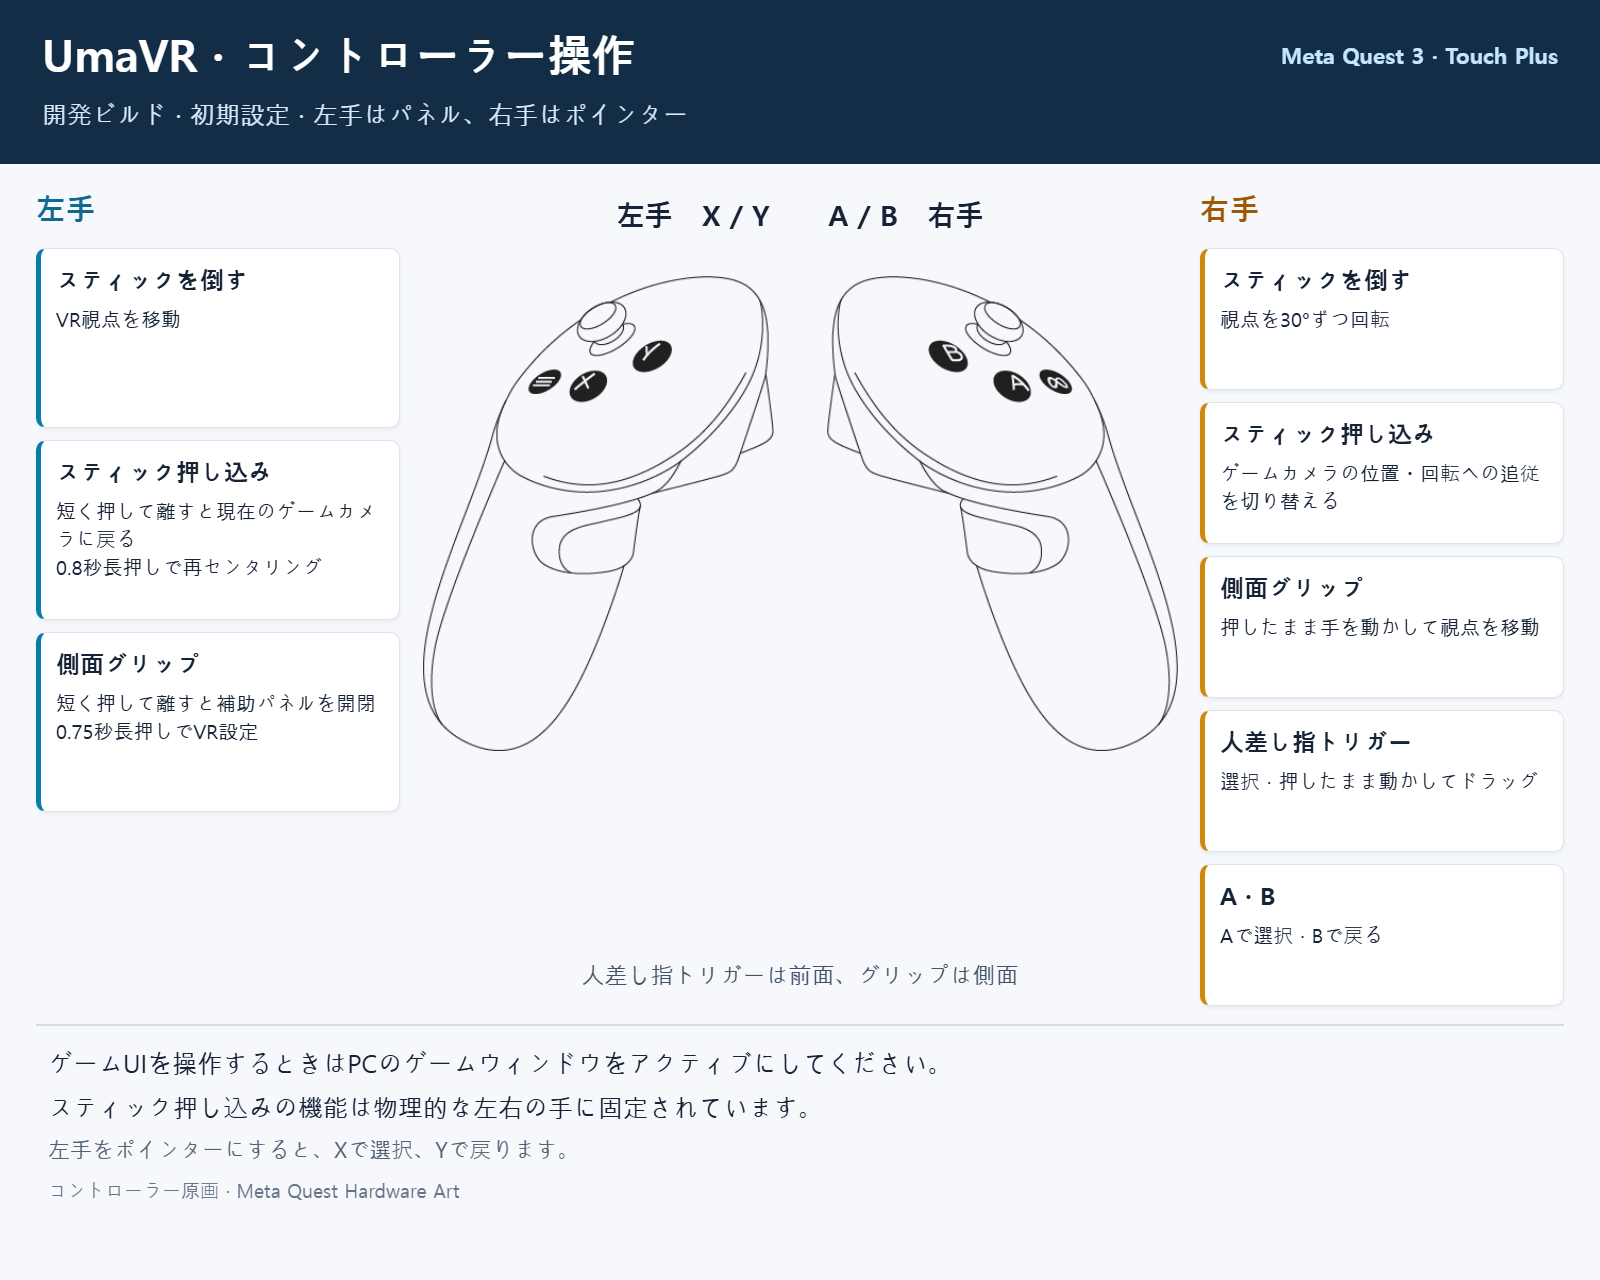 UmaVR · コントローラー操作
Meta Quest 3 · Touch Plus
開発ビルド · 初期設定 · 左手はパネル、右手はポインター
左手
スティックを倒す
VR視点を移動
スティック押し込み
短く押して離すと現在のゲームカメ
ラに戻る
0.8秒長押しで再センタリング
側面グリップ
短く押して離すと補助パネルを開閉
0.75秒長押しでVR設定
左手 X / Y A / B 右手
Y
X
B
A
人差し指トリガーは前面、グリップは側面
右手
スティックを倒す
視点を30°ずつ回転
スティック押し込み
ゲームカメラの位置・回転への追従
を切り替える
側面グリップ
押したまま手を動かして視点を移動
人差し指トリガー
選択 · 押したまま動かしてドラッグ
A · B
Aで選択 · Bで戻る
ゲームUIを操作するときはPCのゲームウィンドウをアクティブにしてください。
スティック押し込みの機能は物理的な左右の手に固定されています。
左手をポインターにすると、Xで選択、Yで戻ります。
コントローラー原画 · Meta Quest Hardware Art